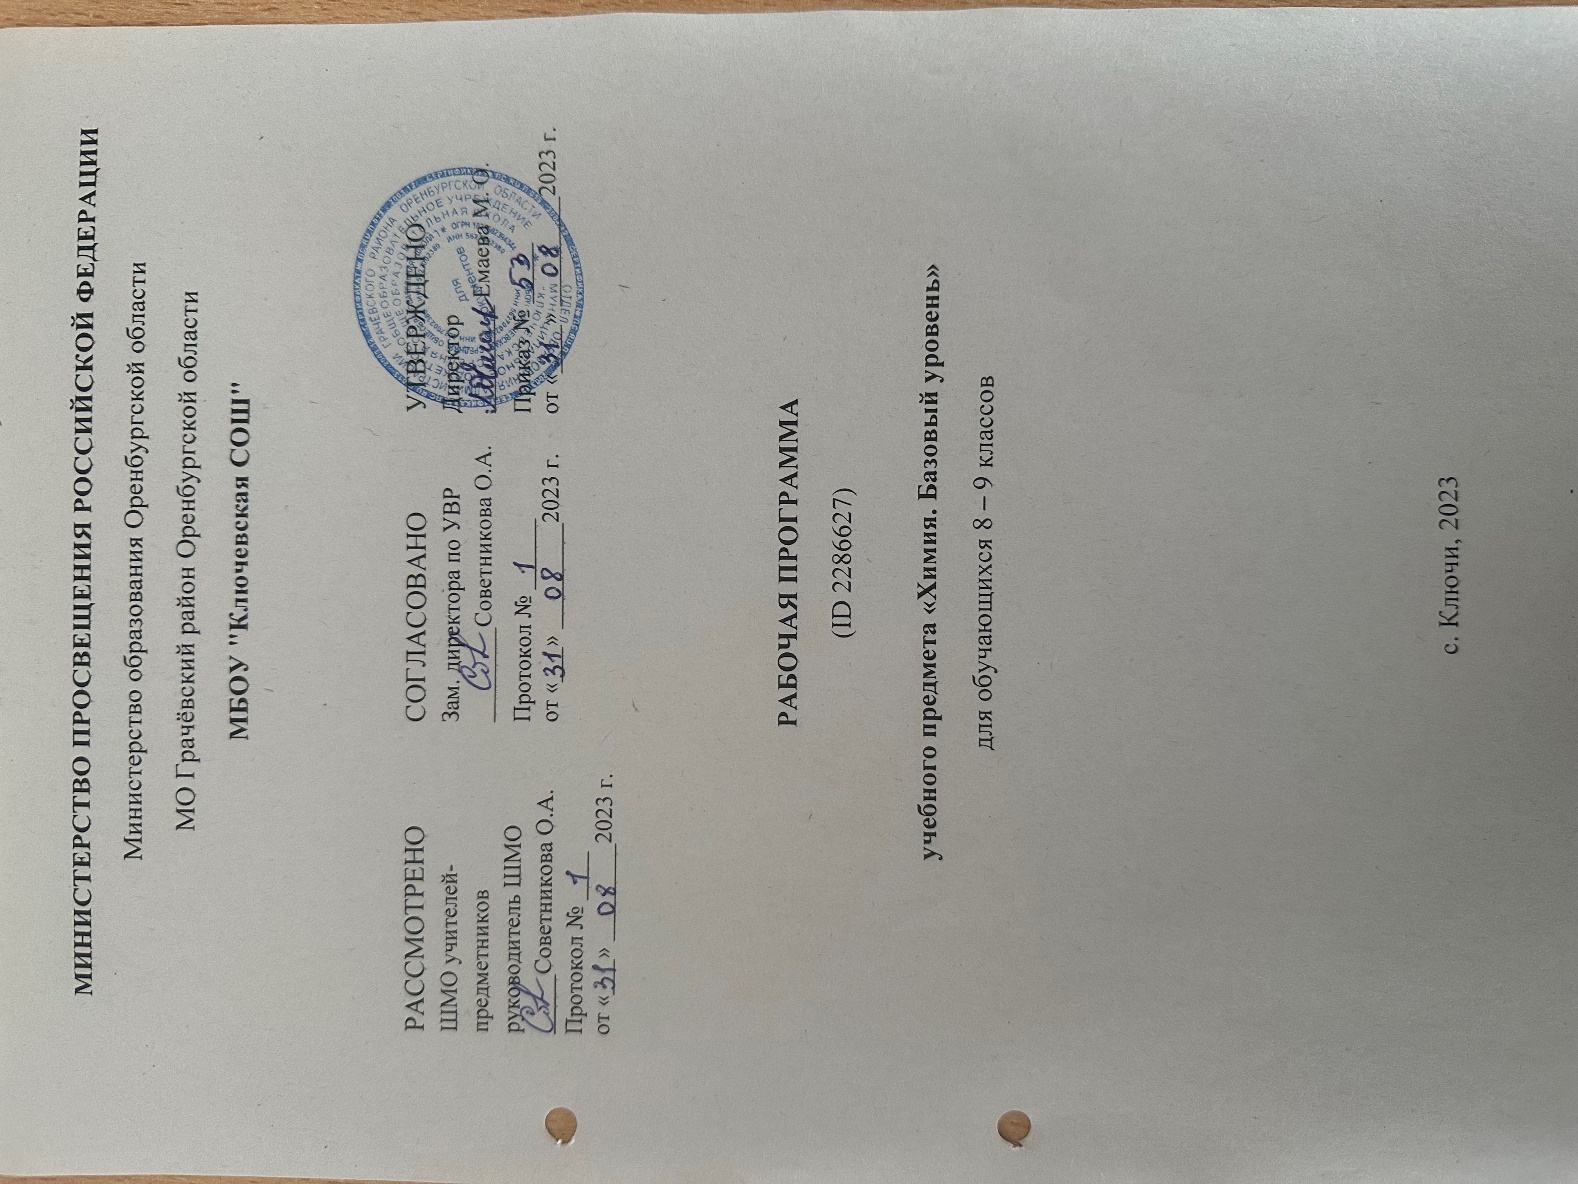 МИНИСТЕРСТВО ПРОСВЕЩЕНИЯ РОССИЙСКОЙ ФЕДЕРАЦИИ
Министерство образования Оренбургской области
МО Грачёвский район Оренбургской области
МБОУ "Ключевская СОШ"
РАССМОТРЕНО
ШМО учителей-
предметников
руководитель ШМО
Советникова О.А.
Протокол № 1
от «31» 08 2023 г.
СОГЛАСОВАНО
Зам. директора по УВР
Советникова О.А.
Протокол № 1
от «31» 08 2023 г.
УТВЕРЖДЕНО
Директор
Емаева М. О.
Приказ № 53
от «31» 08 2023 г.
РАБОЧАЯ ПРОГРАММА
(ID 2286627)
учебного предмета «Химия. Базовый уровень»
для обучающихся 8 – 9 классов
с. Ключи, 2023